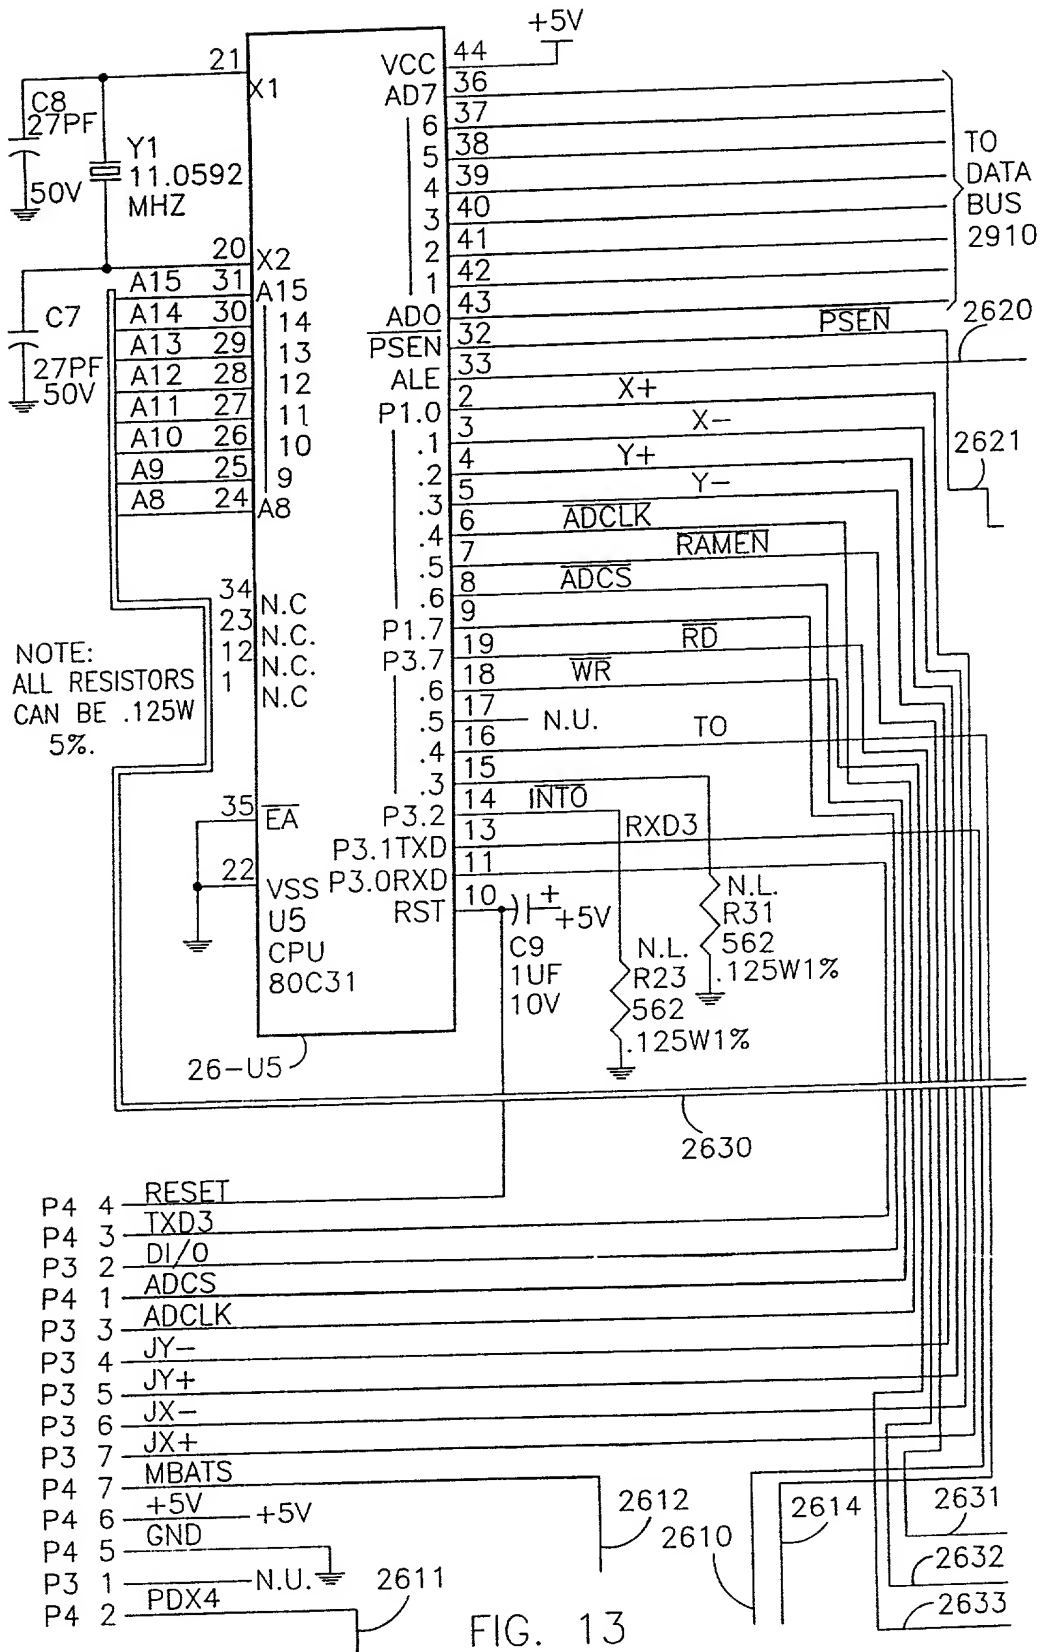 +5V
21
X1
VCC
44
C8
27PF
50V
Y1
11.0592
MHZ
AD7
36
6
37
5
38
4
39
3
40
2
41
1
42
AD0
43
TO
DATA
BUS
2910
20
X2
A15
31
A15
A14
30
14
A13
29
13
A12
28
12
A11
27
11
A10
26
10
A9
25
9
A8
24
A8
C7
27PF
50V
PSEN
32
PSEN
2620
ALE
33
P1.0
2
X+
.1
3
X-
.2
4
Y+
2621
.3
5
Y-
.4
6
ADCLK
.5
7
RAMEN
.6
8
ADCS
P1.7
9
P3.7
19
RD
.6
18
WR
.5
17
N.U.
.4
16
TO
.3
15
P3.2
14
INTO
P3.1TXD
13
RXD3
P3.0RXD
11
RST
10
34
N.C
23
N.C.
12
N.C.
1
N.C
NOTE:
ALL RESISTORS
CAN BE .125W
5%.
35
EA
22
VSS
U5
CPU
80C31
+
+5V
C9
1UF
10V
N.L.
R31
562
.125W1%
N.L.
R23
562
.125W1%
26-U5
2630
P4 4 RESET
P4 3 TXD3
P3 2 DI/O
P4 1 ADCS
P3 3 ADCLK
P3 4 JY-
P3 5 JY+
P3 6 JX-
P3 7 JX+
P4 7 MBATS
P4 6 +5V +5V
P4 5 GND
P3 1 N.U.
P4 2 PDX4
2611
2612
2610
2614
2631
2632
2633
FIG. 13